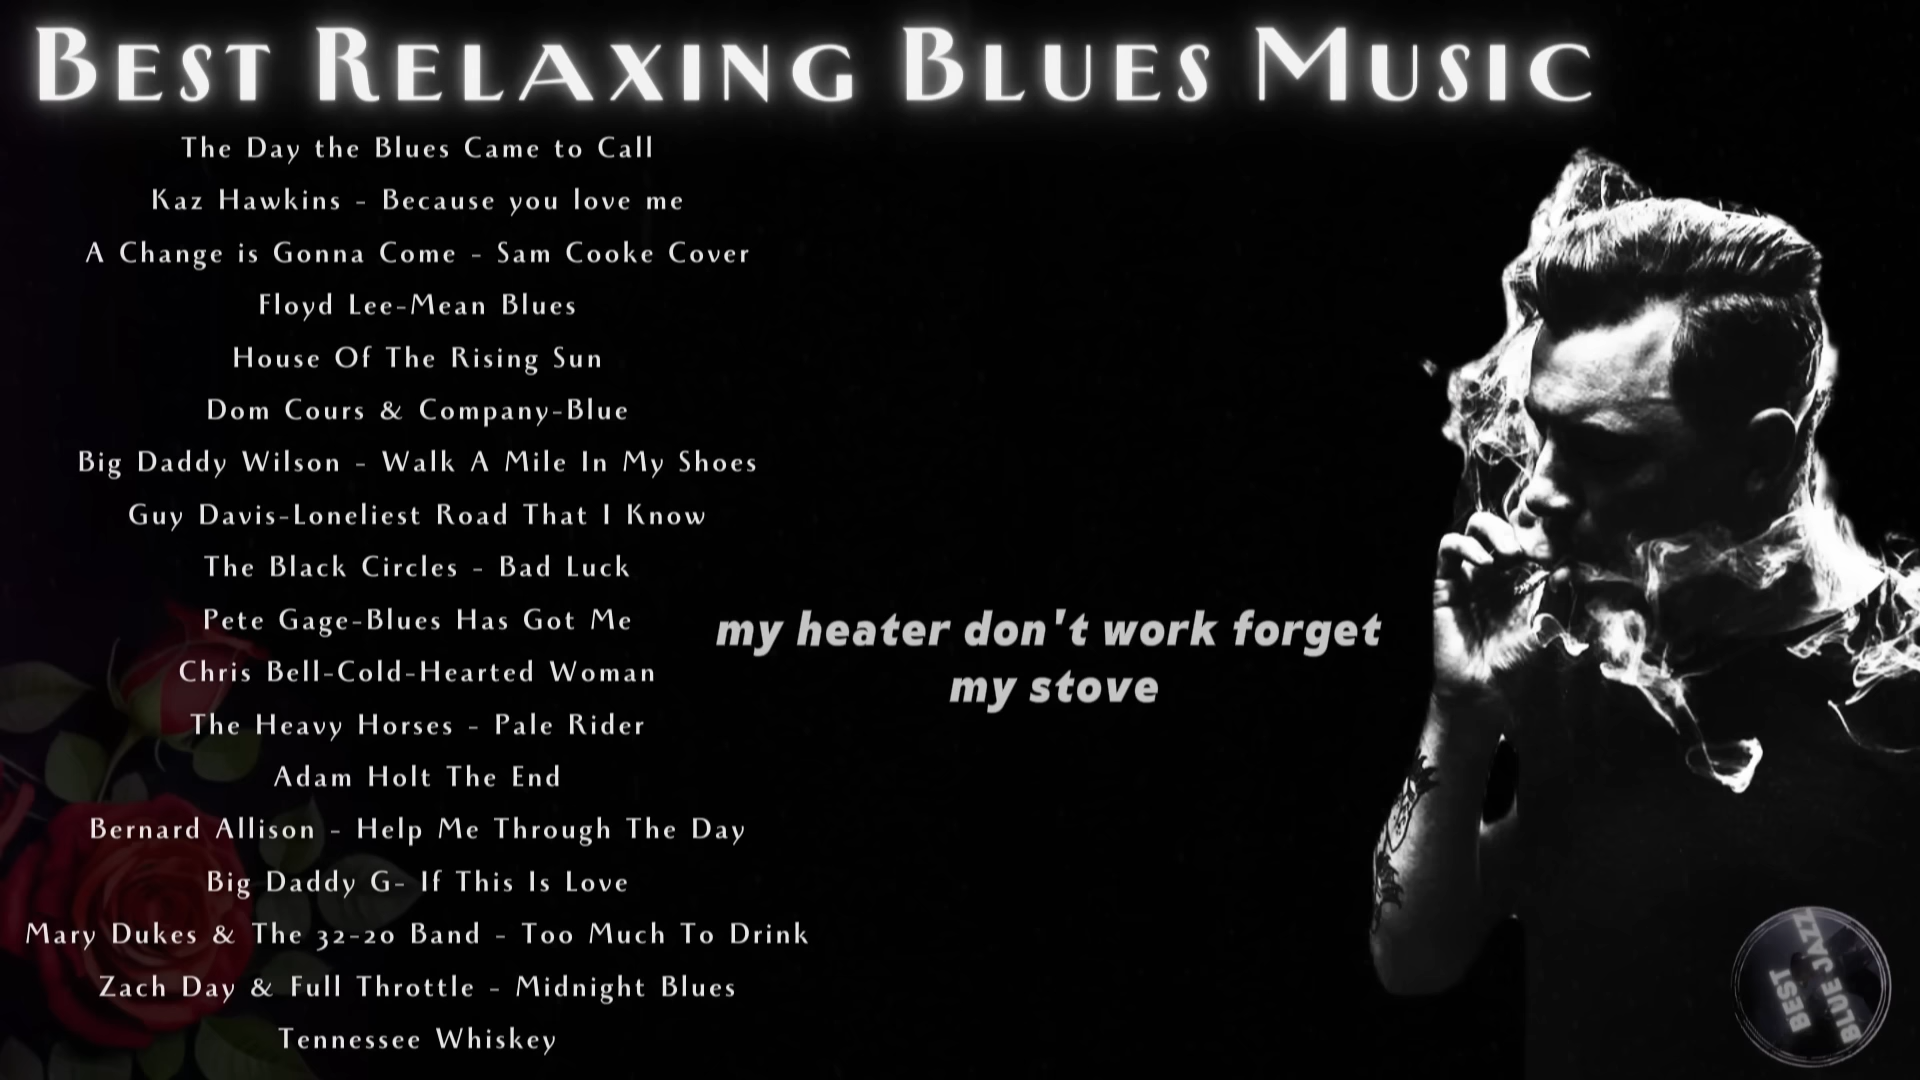 Best Relaxing Blues Music
The Day the Blues Came to Call
Kaz Hawkins - Because you love me
A Change is Gonna Come - Sam Cooke Cover
Floyd Lee-Mean Blues
House Of The Rising Sun
Dom Cours & Company-Blue
Big Daddy Wilson - Walk A Mile In My Shoes
Guy Davis-Loneliest Road That I Know
The Black Circles - Bad Luck
Pete Gage-Blues Has Got Me
Chris Bell-Cold-Hearted Woman
The Heavy Horses - Pale Rider
Adam Holt The End
Bernard Allison - Help Me Through The Day
Big Daddy G- If This Is Love
Mary Dukes & The 32-20 Band - Too Much To Drink
Zach Day & Full Throttle - Midnight Blues
Tennessee Whiskey
my heater don't work forget
my stove
BEST
BLUE JAZZ